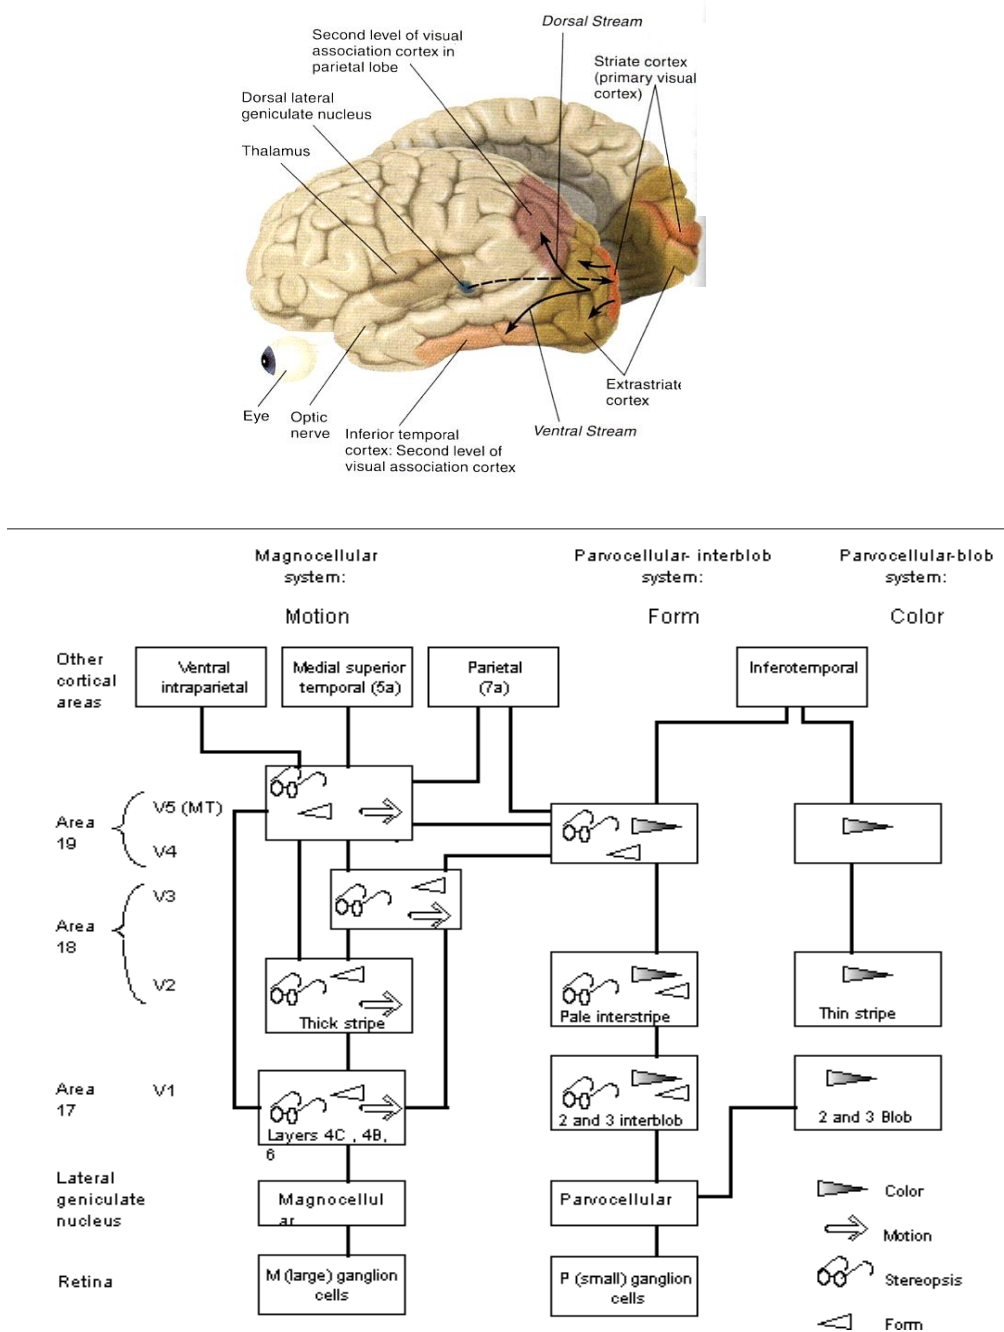 Dorsal Stream
Second level of visual
association cortex in
parietal lobe
Striate cortex
(primary visual
cortex)
Dorsal lateral
geniculate nucleus
Thalamus
Extrastriate
cortex
Eye
Optic
nerve
Inferior temporal
cortex: Second level of
visual association cortex
Ventral Stream
Magnocellular
system:
Motion
Parvocellular- interblob
system:
Form
Parvocellular-blob
system:
Color
Other
cortical
areas
Ventral
intraparietal
Medial superior
temporal (5a)
Parietal
(7a)
Inferotemporal
Area
19
V5 (MT)
V4
Area
18
V3
V2
Thick stripe
Pale interstripe
Thin stripe
Area
17
V1
Layers 4C , 4B,
6
2 and 3 interblob
2 and 3 Blob
Lateral
geniculate
nucleus
Magnocellul
ar
Parvocellular
Retina
M (large) ganglion
cells
P (small) ganglion
cells
Color
Motion
Stereopsis
Form